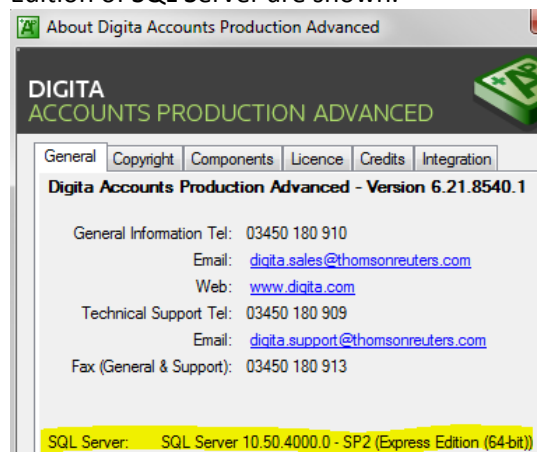 Edition of SQL Server are shown.
About Digita Accounts Production Advanced
DIGITA
ACCOUNTS PRODUCTION ADVANCED
General Copyright Components Licence Credits Integration
Digita Accounts Production Advanced - Version 6.21.8540.1
General Information Tel: 03450 180 910
Email: digita.sales@thomsonreuters.com
Web: www.digita.com
Technical Support Tel: 03450 180 909
Email: digita.support@thomsonreuters.com
Fax (General & Support): 03450 180 913
SQL Server: SQL Server 10.50.4000.0 - SP2 (Express Edition (64-bit))